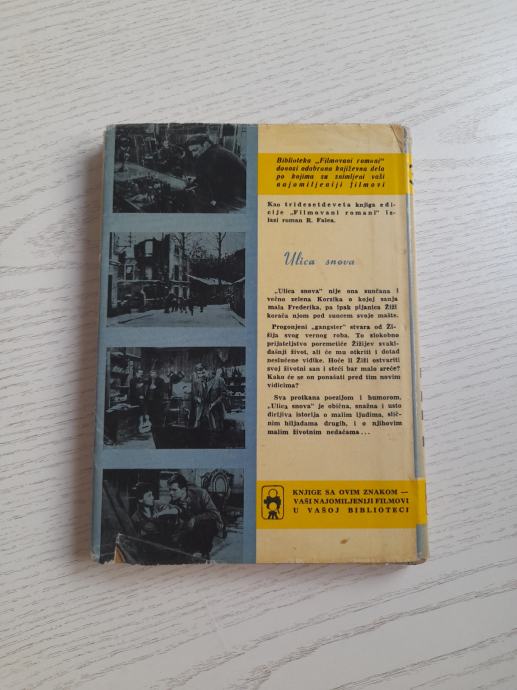 Biblioteka „Filmovani romani"
donosi odabrana književna dela
po kojima su snimljeni vaši
najomiljeniji filmovi
Kao tridesetdeveta knjiga edi-
cije „Filmovani romani" iz-
lazi roman R. Falea.
Ulica snova
„Ulica snova" nije ona sunčana i
večno zelena Korzika o kojoj sanja
mala Frederika, pa ipak pijanica Žiži
korača njom pod suncem svoje mašte.
Progonjeni „gangster" stvara od Ži-
žija svog vernog roba. To zlokobno
prijateljstvo poremetiće Žižijev svaki-
dašnji život, ali će mu otkriti i dotad
neslućene vidike. Hoće li Žiži ostvariti
svoj životni san i steći bar malo sreće?
Kako će se on ponašati pred tim novim
vidicima?
Sva protkana poezijom i humorom,
„Ulica snova" je obična, snažna i usto
dirljiva istorija o malim ljudima, slič-
nim hiljadama drugih, i o njihovim
malim životnim nedaćama...
KNJIGE SA OVIM ZNAKOM —
VAŠI NAJOMILJENIJI FILMOVI
U VAŠOJ BIBLIOTECI